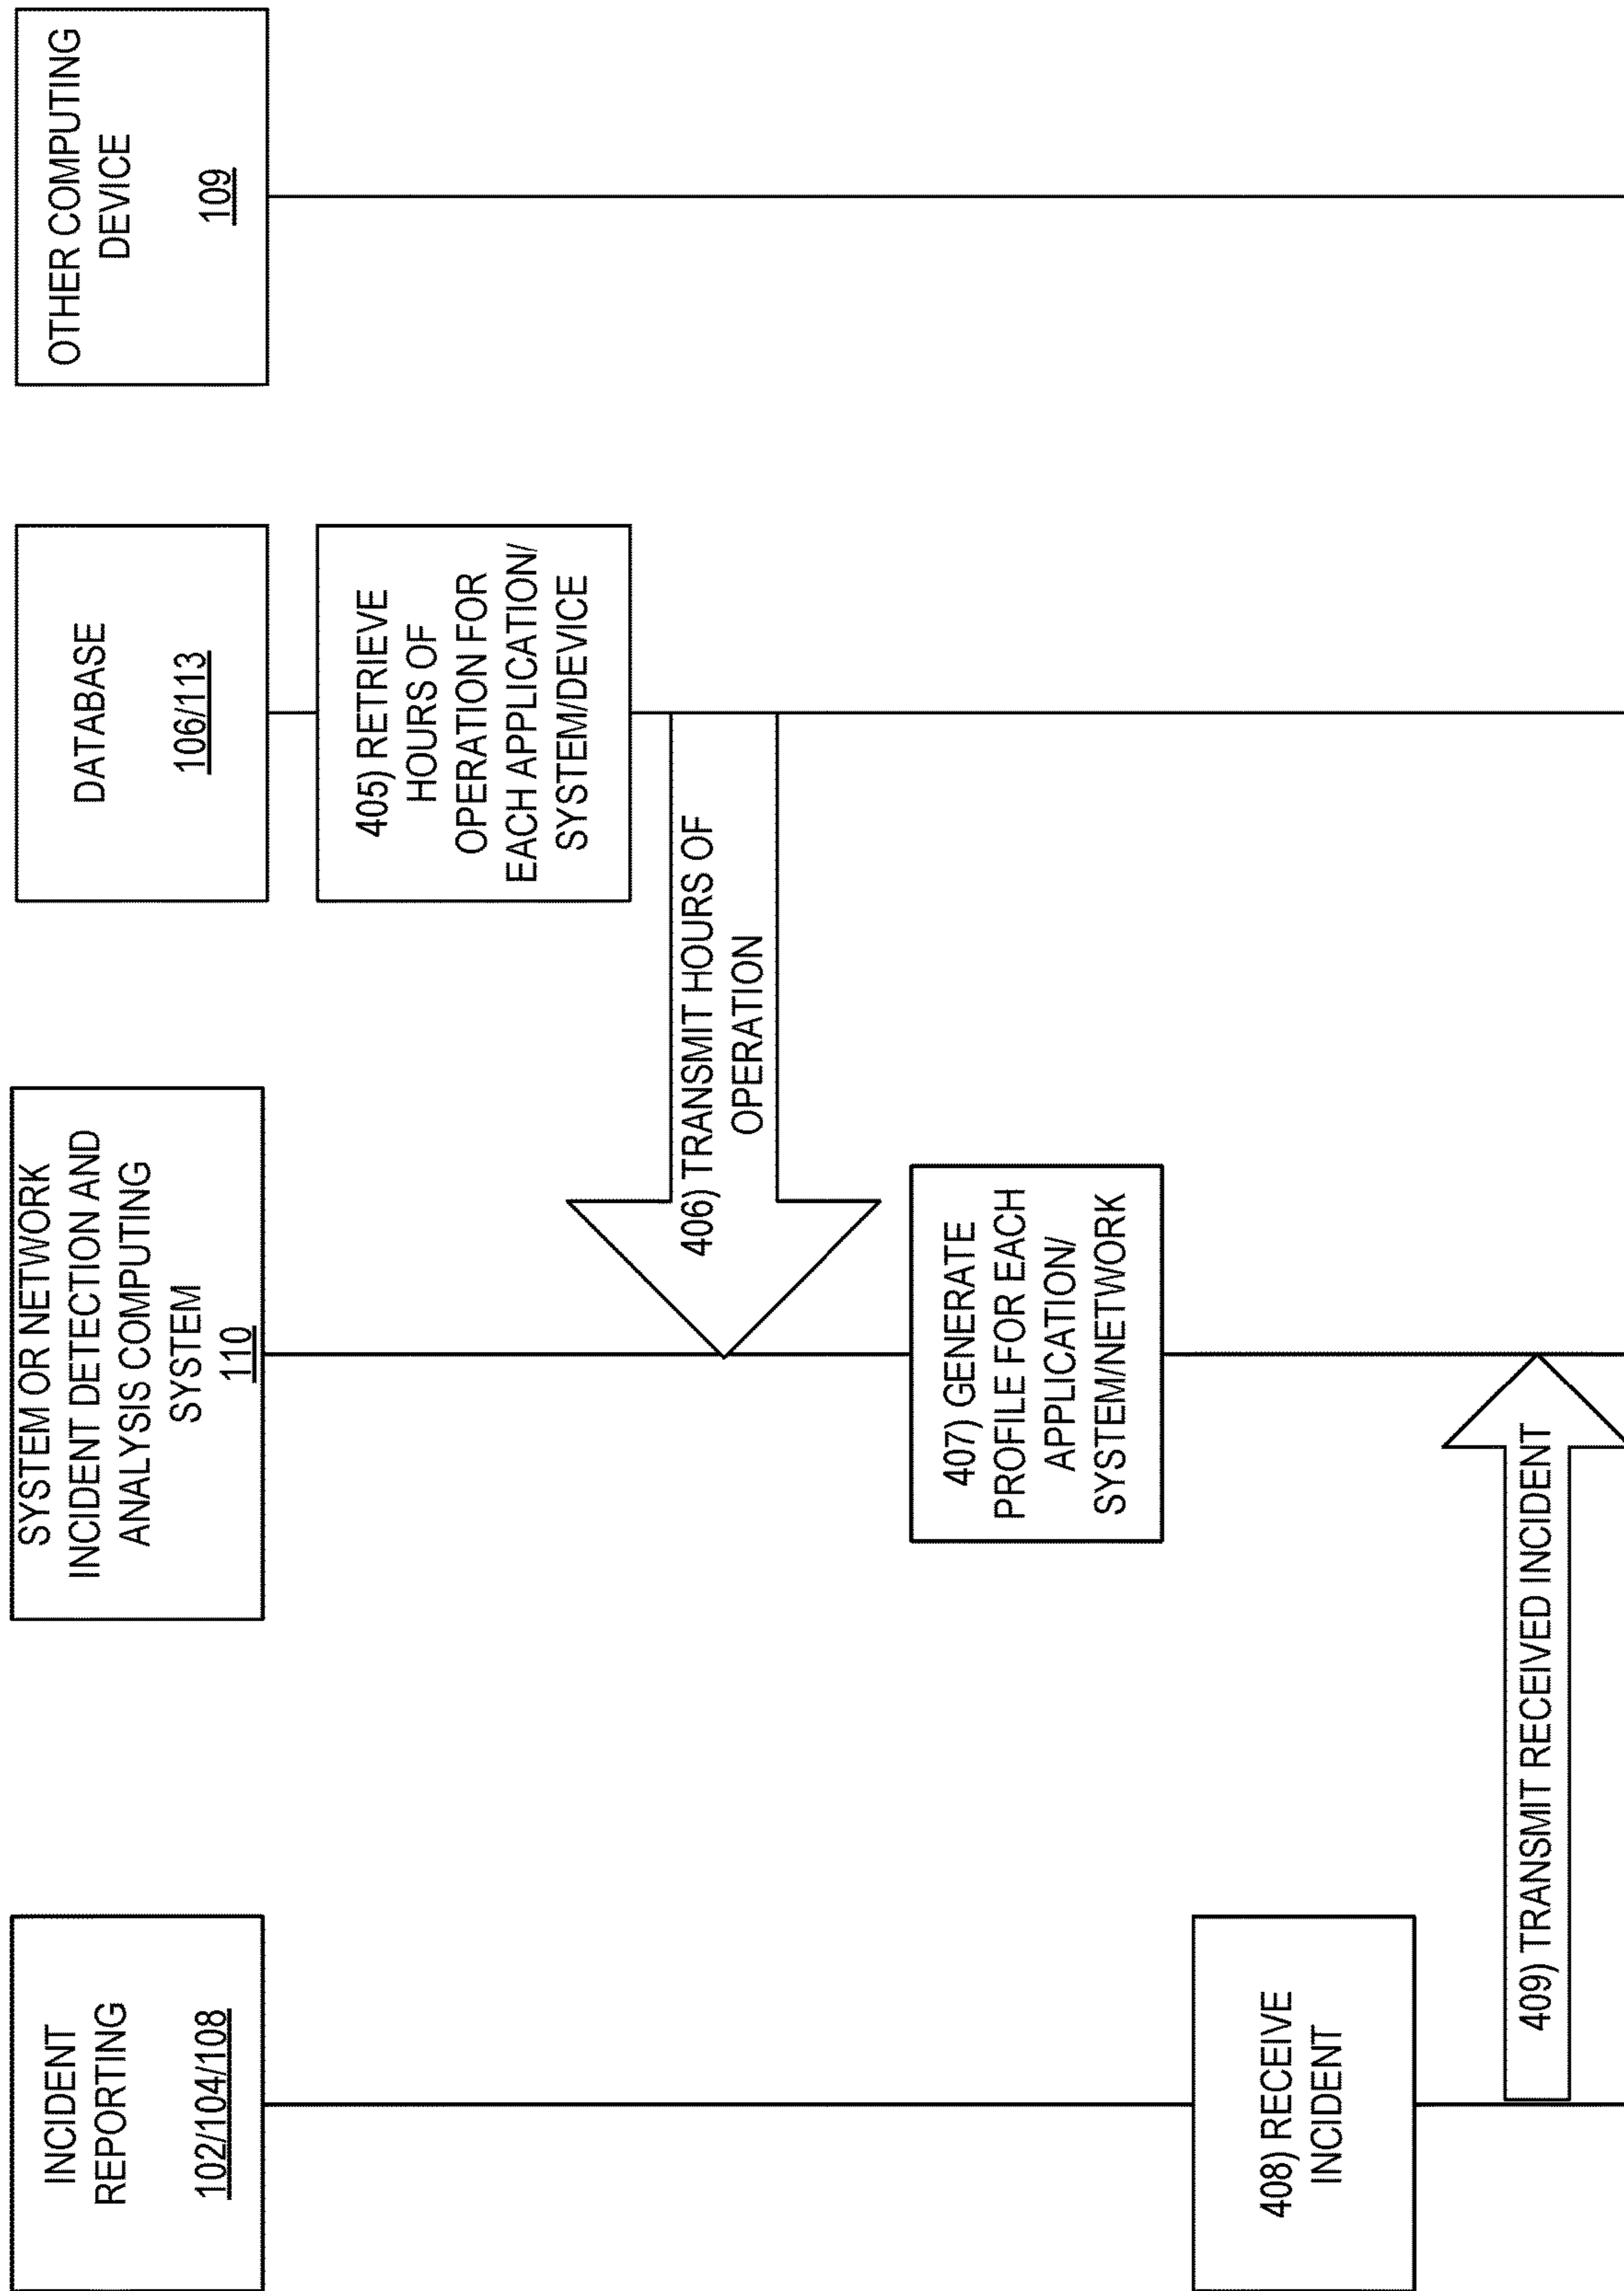 INCIDENT
REPORTING
102/104/108
SYSTEM OR NETWORK
INCIDENT DETECTION AND
ANALYSIS COMPUTING
SYSTEM
110
DATABASE
106/113
OTHER COMPUTING
DEVICE
109
405) RETRIEVE
HOURS OF
OPERATION FOR
EACH APPLICATION/
SYSTEM/DEVICE
406) TRANSMIT HOURS OF
OPERATION
407) GENERATE
PROFILE FOR EACH
APPLICATION/
SYSTEM/NETWORK
408) RECEIVE
INCIDENT
409) TRANSMIT RECEIVED INCIDENT